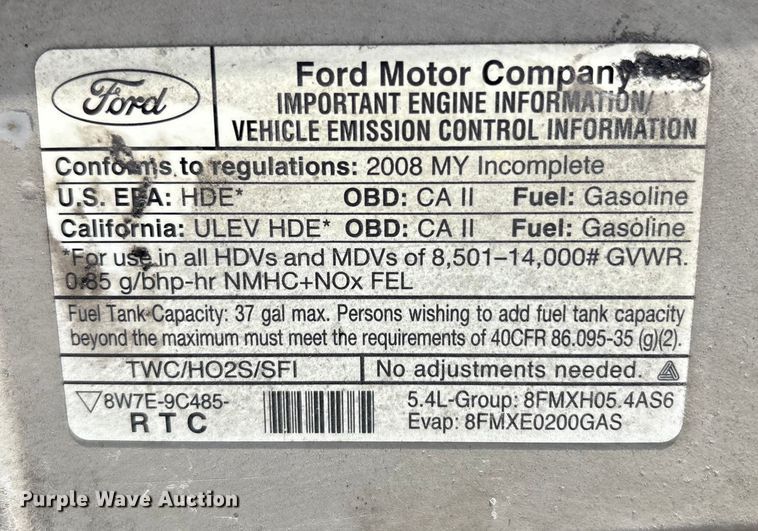 Ford
Ford Motor Company
IMPORTANT ENGINE INFORMATION/
VEHICLE EMISSION CONTROL INFORMATION
Conforms to regulations: 2008 MY Incomplete
U.S. EPA: HDE* OBD: CA II Fuel: Gasoline
California: ULEV HDE* OBD: CA II Fuel: Gasoline
*For use in all HDVs and MDVs of 8,501–14,000# GVWR.
0.85 g/bhp-hr NMHC+NOx FEL
Fuel Tank Capacity: 37 gal max. Persons wishing to add fuel tank capacity
beyond the maximum must meet the requirements of 40CFR 86.095-35 (g)(2).
TWC/HO2S/SFI No adjustments needed.
8W7E-9C485-
RTC
5.4L-Group: 8FMXH05.4AS6
Evap: 8FMXE0200GAS
Purple Wave Auction